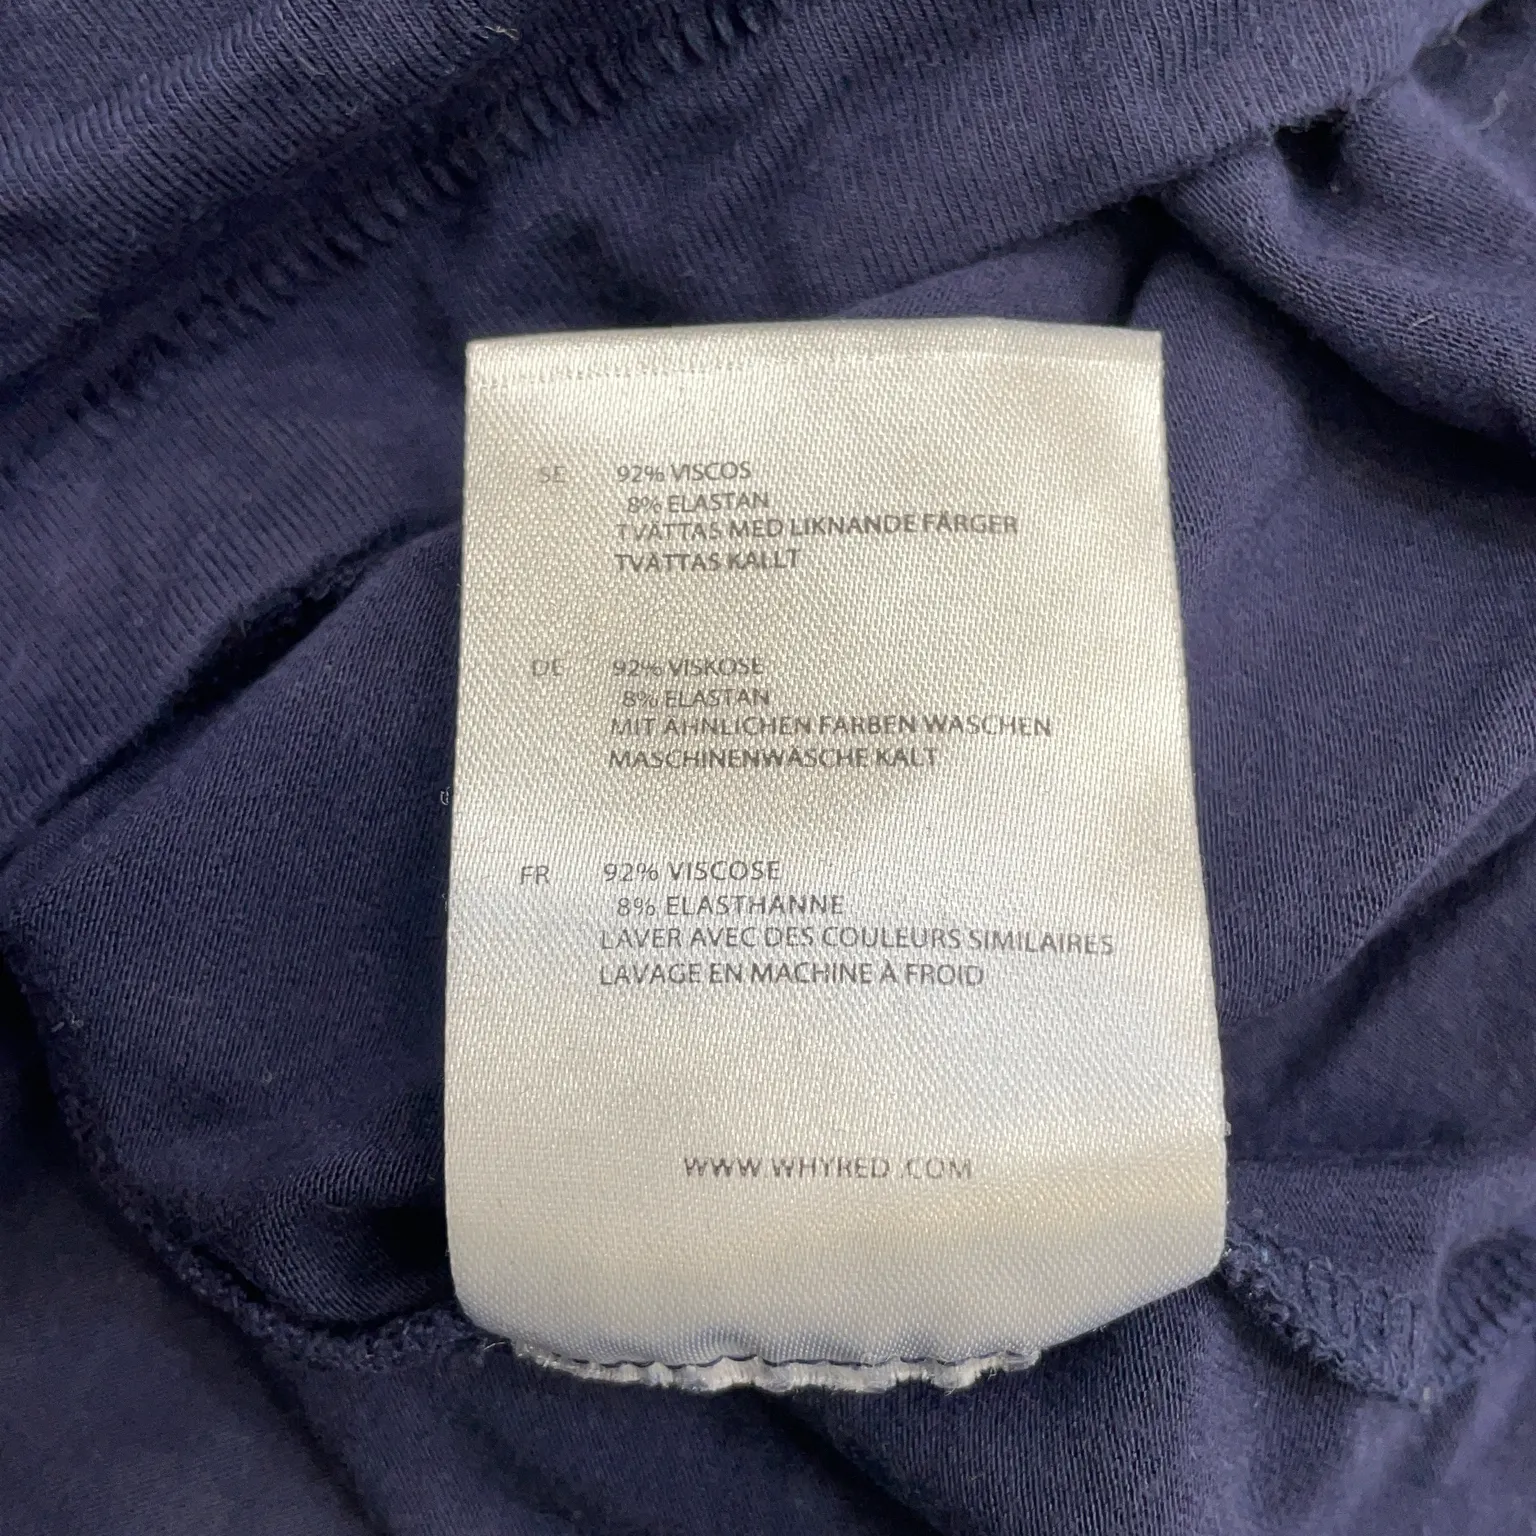 SE 92% VISCOS
8% ELASTAN
TVÄTTAS MED LIKNANDE FÄRGER
TVÄTTAS KALLT
DE 92% VISKOSE
8% ELASTAN
MIT ÄHNLICHEN FARBEN WASCHEN
MASCHINENWÄSCHE KALT
FR 92% VISCOSE
8% ELASTHANNE
LAVER AVEC DES COULEURS SIMILAIRES
LAVAGE EN MACHINE À FROID
WWW.WHYRED.COM